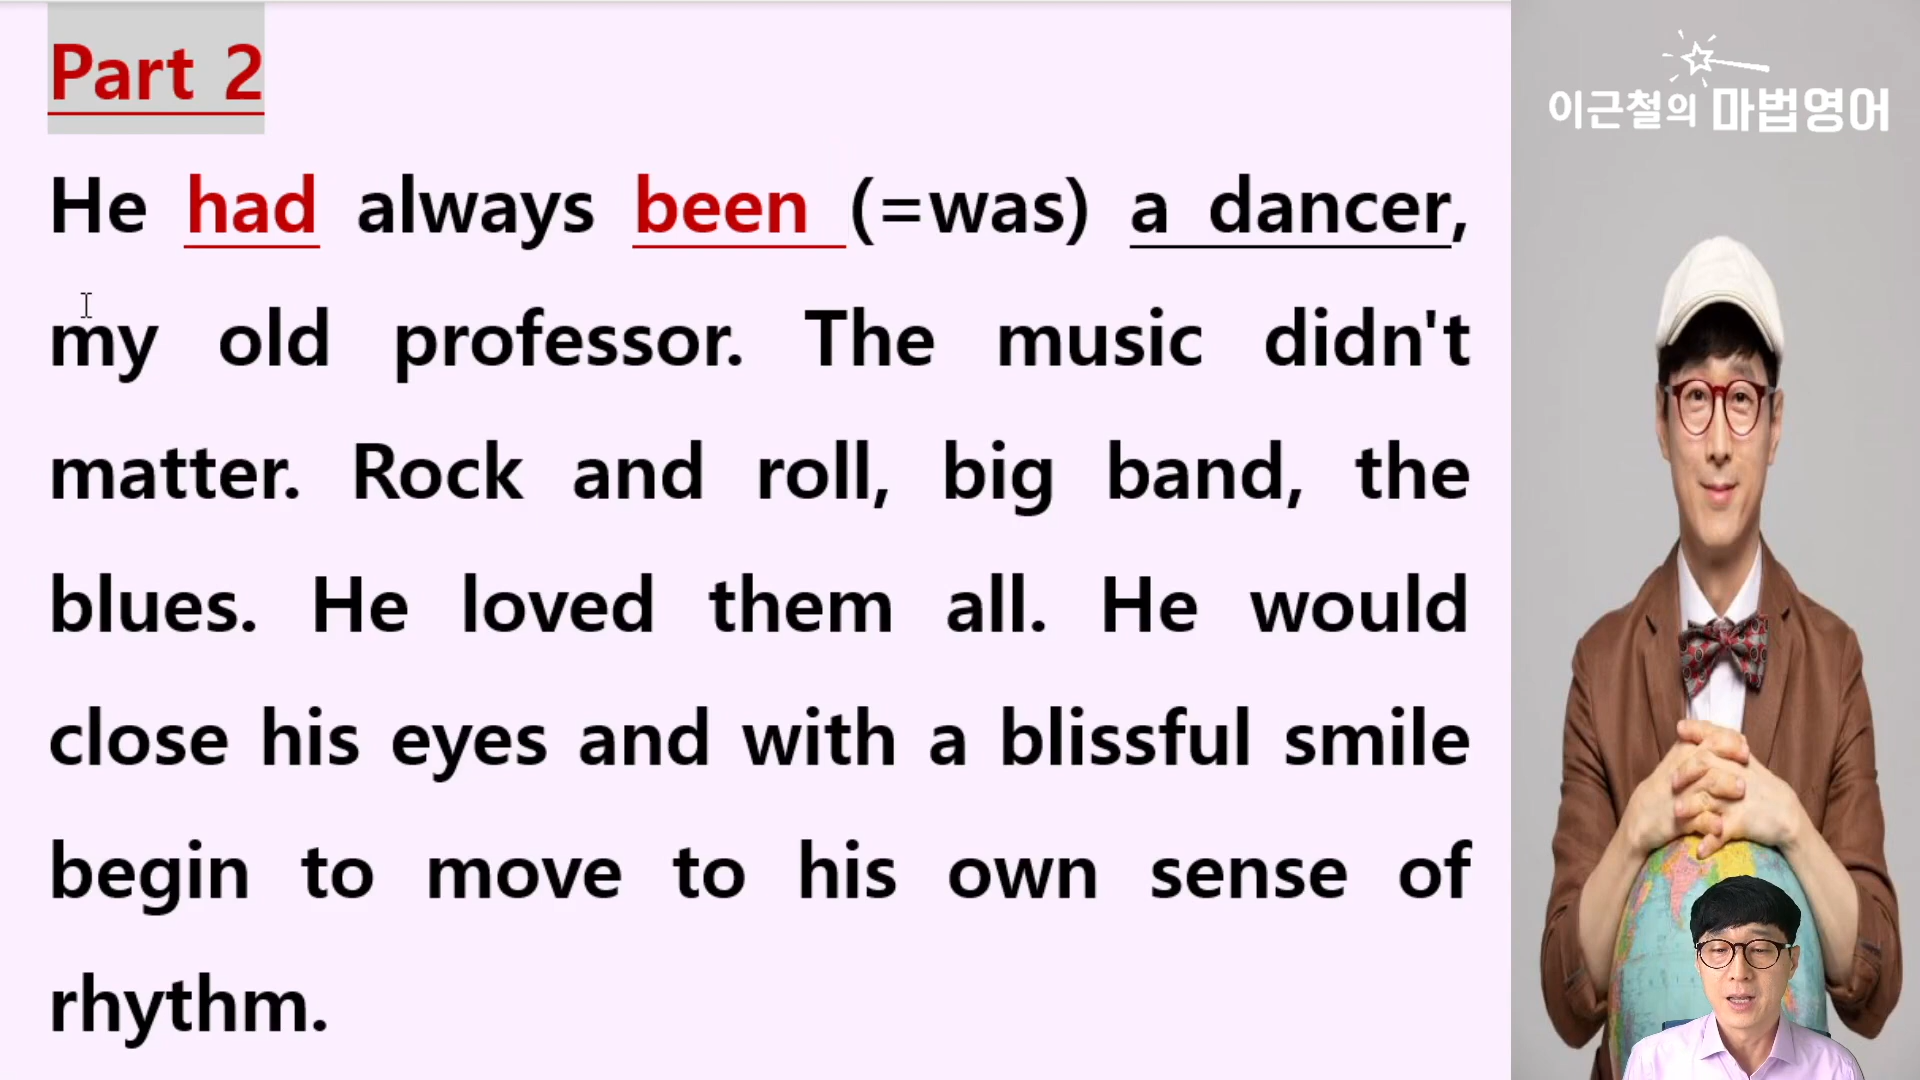 Part 2
He had always been (=was) a dancer,
my old professor. The music didn't
matter. Rock and roll, big band, the
blues. He loved them all. He would
close his eyes and with a blissful smile
begin to move to his own sense of
rhythm.
이근철의 마법영어